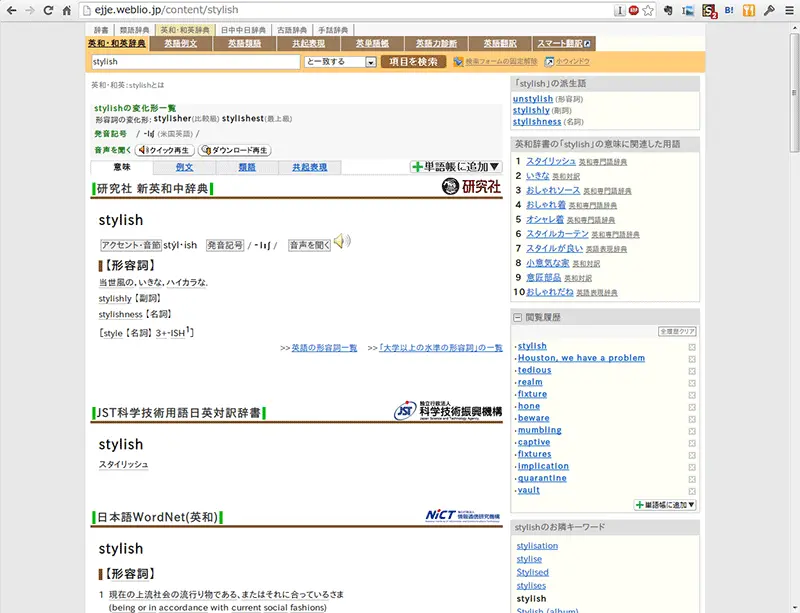 ejje.weblio.jp/content/stylish
辞書 類語辞典 英和・和英辞典 日中中日辞典 古語辞典 手話辞典
英和・和英辞典 英語例文 英語類語 共起表現 英単語帳 英語力診断 英語翻訳 スマート翻訳
stylish と一致する 項目を検索 検索フォームの固定解除 小ウィンドウ
英和・和英:stylishとは
stylishの変化形一覧
形容詞の変化形: stylisher(比較級) stylishest(最上級)
発音記号 / -lɪʃ (米国英語) /
音声を聞く クイック再生 ダウンロード再生
意味 例文 類語 共起表現 単語帳に追加▼
研究社 新英和中辞典 研究社
stylish
アクセント・音節 stýl・ish 発音記号 / -lɪʃ / 音声を聞く
【形容詞】
当世風の, いきな, ハイカラな.
stylishly 【副詞】
stylishness 【名詞】
[style 【名詞】 3+-ISH1]
>>英語の形容詞一覧 >>「大学以上の水準の形容詞」の一覧
JST科学技術用語日英対訳辞書 JST 独立行政法人 科学技術振興機構
Japan Science and Technology Agency
stylish
スタイリッシュ
日本語WordNet(英和) NICT 情報通信研究機構
stylish
【形容詞】
1 現在の上流社会の流行り物である、またはそれに合っているさま
(being or in accordance with current social fashions)
「stylish」の派生語
unstylish (形容詞)
stylishly (副詞)
stylishness (名詞)
英和辞書の「stylish」の意味に関連した用語
1 スタイリッシュ 英和専門語辞典
2 いきな 英和対訳
3 おしゃれソース 英和専門語辞典
4 おしゃれ着 英和専門語辞典
5 オシャレ着 英和専門語辞典
6 スタイルカーテン 英和専門語辞典
7 スタイルが良い 英語表現辞典
8 小意気な実 英和対訳
9 意匠部品 英和対訳
10 おしゃれだね 英語表現辞典
閲覧履歴
全履歴クリア
・stylish
・Houston, we have a problem
・tedious
・realm
・fixture
・hone
・beware
・mumbling
・captive
・fixtures
・implication
・quarantine
・vault
単語帳に追加▼
stylishのお隣キーワード
stylisation
stylise
Stylised
stylises
stylish
Stylish (album)